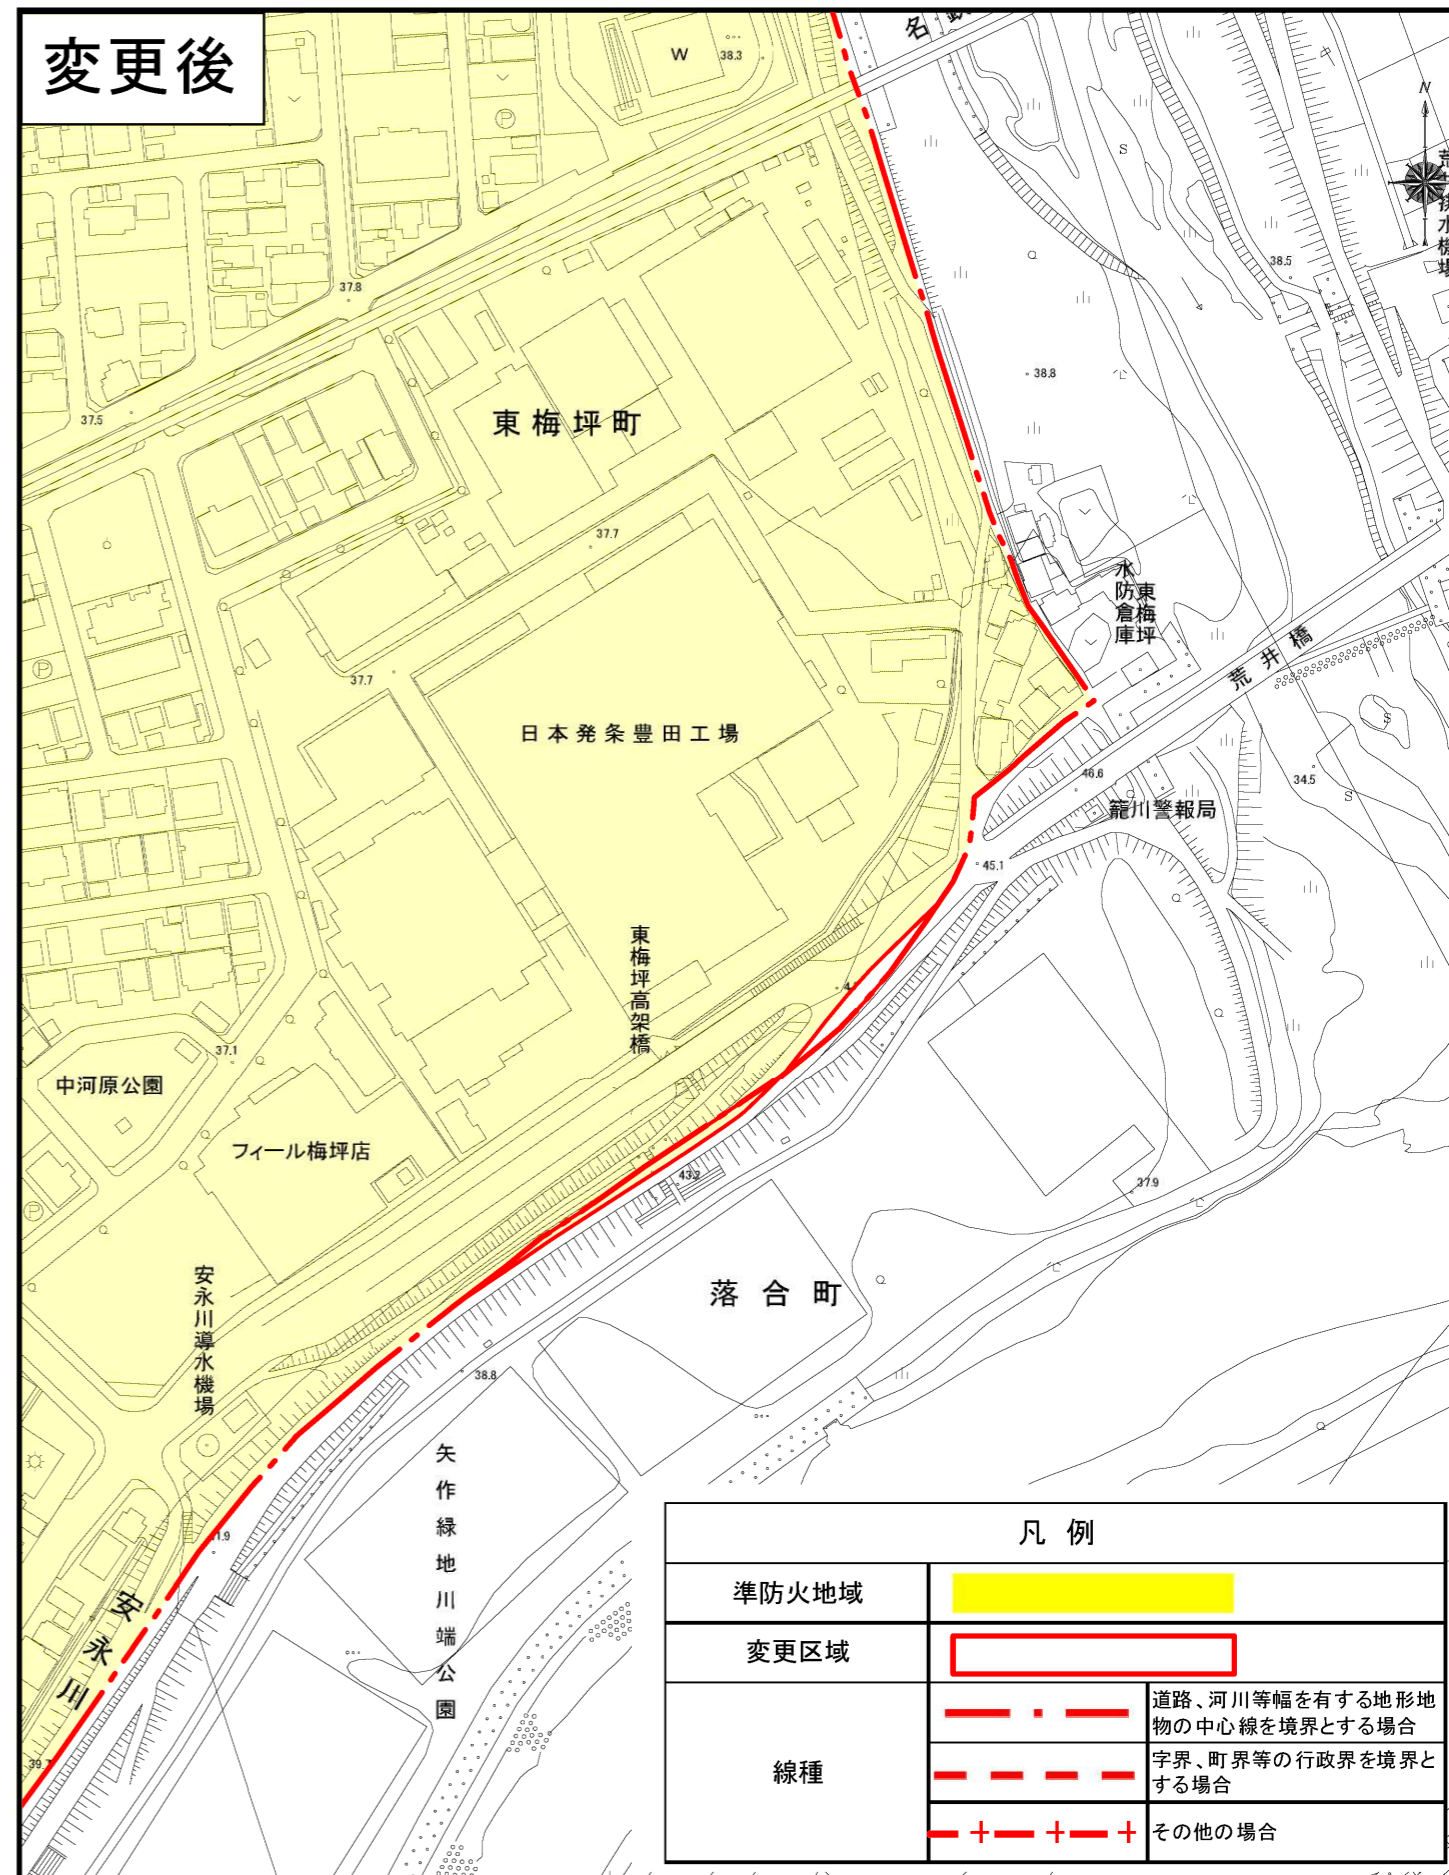 変更後
名鉄
W
38.3
P
N
S
38.5
37.8
38.8
37.5
東梅坪町
37.7
水防倉庫
東梅坪
荒井橋
P
37.7
日本発条豊田工場
S
46.6
34.5
S
籠川警報局
45.1
東梅坪高架橋
37.1
中河原公園
フィール梅坪店
43.2
37.9
P
落合町
安永川導水機場
38.8
矢作緑地川端公園
安永川
凡例
準防火地域
変更区域
線種
道路、河川等幅を有する地形地
物の中心線を境界とする場合
字界、町界等の行政界を境界と
する場合
その他の場合